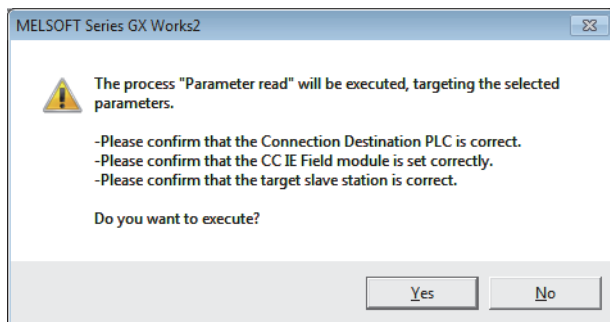 MELSOFT Series GX Works2
The process "Parameter read" will be executed, targeting the selected
parameters.
-Please confirm that the Connection Destination PLC is correct.
-Please confirm that the CC IE Field module is set correctly.
-Please confirm that the target slave station is correct.
Do you want to execute?
Yes
No